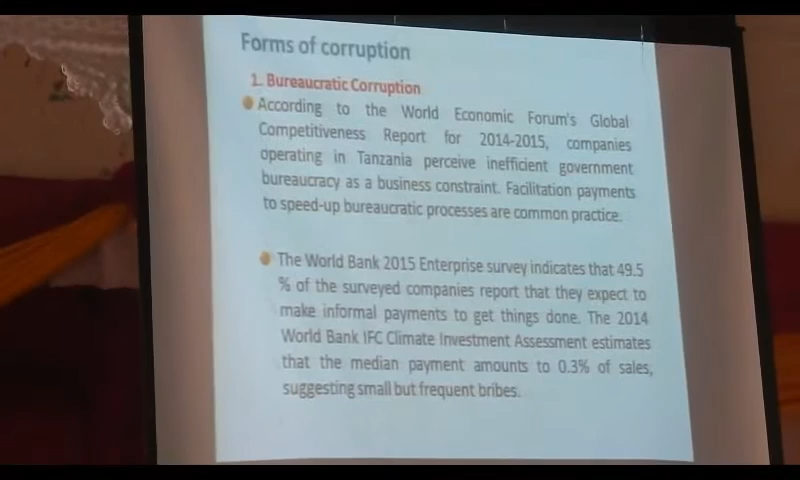 Forms of corruption
1. Bureaucratic Corruption
According to the World Economic Forum's Global
Competitiveness Report for 2014-2015, companies
operating in Tanzania perceive inefficient government
bureaucracy as a business constraint. Facilitation payments
to speed-up bureaucratic processes are common practice.
The World Bank 2015 Enterprise survey indicates that 49.5
% of the surveyed companies report that they expect to
make informal payments to get things done. The 2014
World Bank IFC Climate Investment Assessment estimates
that the median payment amounts to 0.3% of sales,
suggesting small but frequent bribes.